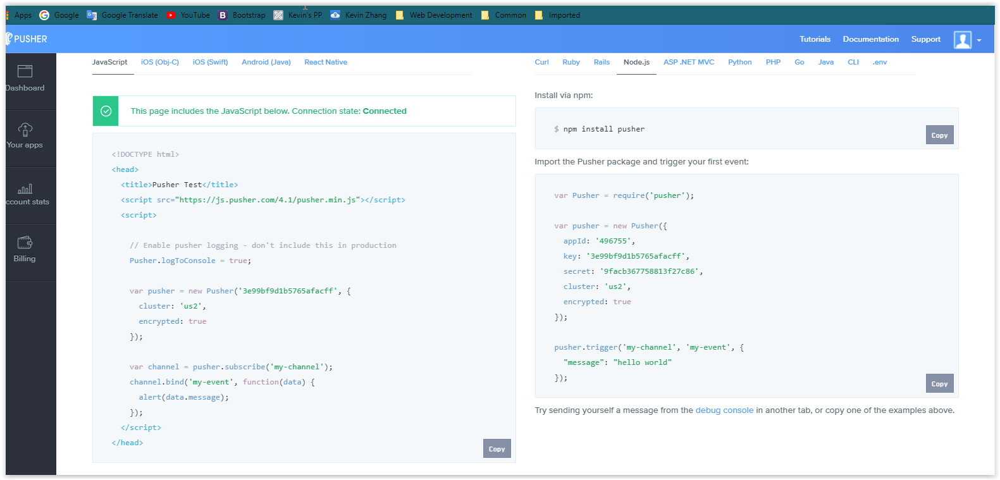 Apps Google Google Translate YouTube Bootstrap Kevin's PP Kevin Zhang Web Development Common Imported
PUSHER
Tutorials Documentation Support
Dashboard
Your apps
ccount stats
Billing
JavaScript iOS (Obj-C) iOS (Swift) Android (Java) React Native
This page includes the JavaScript below. Connection state: Connected
<!DOCTYPE html>
<head>
<title>Pusher Test</title>
<script src="https://js.pusher.com/4.1/pusher.min.js"></script>
<script>
// Enable pusher logging - don't include this in production
Pusher.logToConsole = true;
var pusher = new Pusher('3e99bf9d1b5765afacff', {
cluster: 'us2',
encrypted: true
});
var channel = pusher.subscribe('my-channel');
channel.bind('my-event', function(data) {
alert(data.message);
});
</script>
</head>
Copy
Curl Ruby Rails Node.js ASP .NET MVC Python PHP Go Java CLI .env
Install via npm:
$ npm install pusher
Copy
Import the Pusher package and trigger your first event:
var Pusher = require('pusher');
var pusher = new Pusher({
appId: '496755',
key: '3e99bf9d1b5765afacff',
secret: '9facb367758813f27c86',
cluster: 'us2',
encrypted: true
});
pusher.trigger('my-channel', 'my-event', {
"message": "hello world"
});
Copy
Try sending yourself a message from the debug console in another tab, or copy one of the examples above.